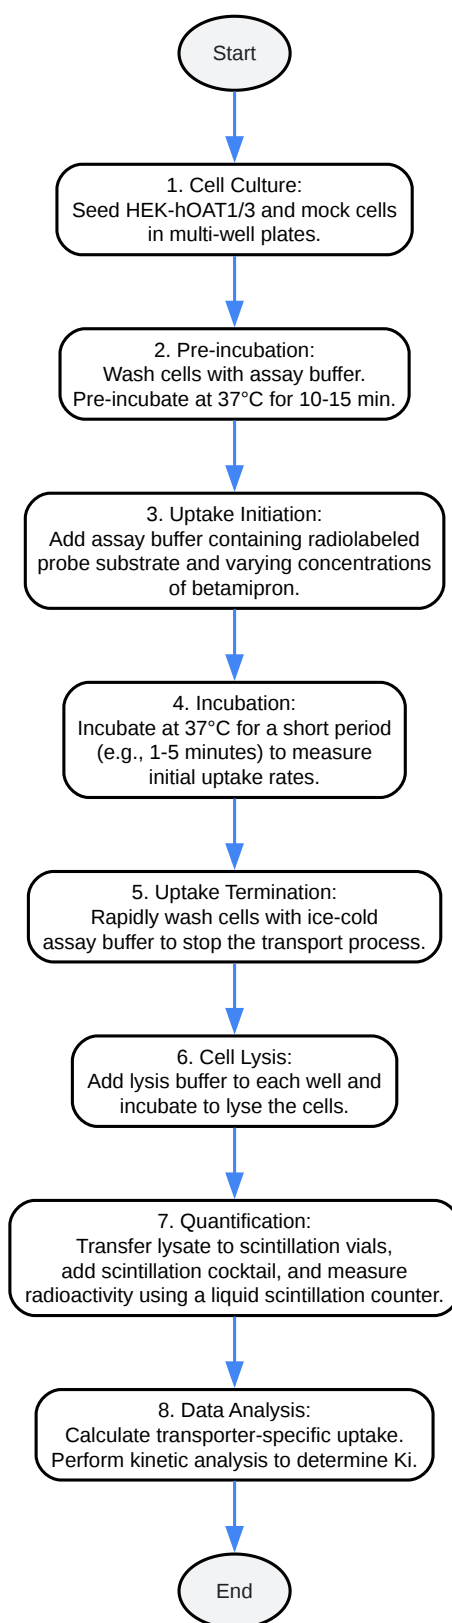 Start
1. Cell Culture:
Seed HEK-hOAT1/3 and mock cells
in multi-well plates.
2. Pre-incubation:
Wash cells with assay buffer.
Pre-incubate at 37°C for 10-15 min.
3. Uptake Initiation:
Add assay buffer containing radiolabeled
probe substrate and varying concentrations
of betamipron.
4. Incubation:
Incubate at 37°C for a short period
(e.g., 1-5 minutes) to measure
initial uptake rates.
5. Uptake Termination:
Rapidly wash cells with ice-cold
assay buffer to stop the transport process.
6. Cell Lysis:
Add lysis buffer to each well and
incubate to lyse the cells.
7. Quantification:
Transfer lysate to scintillation vials,
add scintillation cocktail, and measure
radioactivity using a liquid scintillation counter.
8. Data Analysis:
Calculate transporter-specific uptake.
Perform kinetic analysis to determine Ki.
End